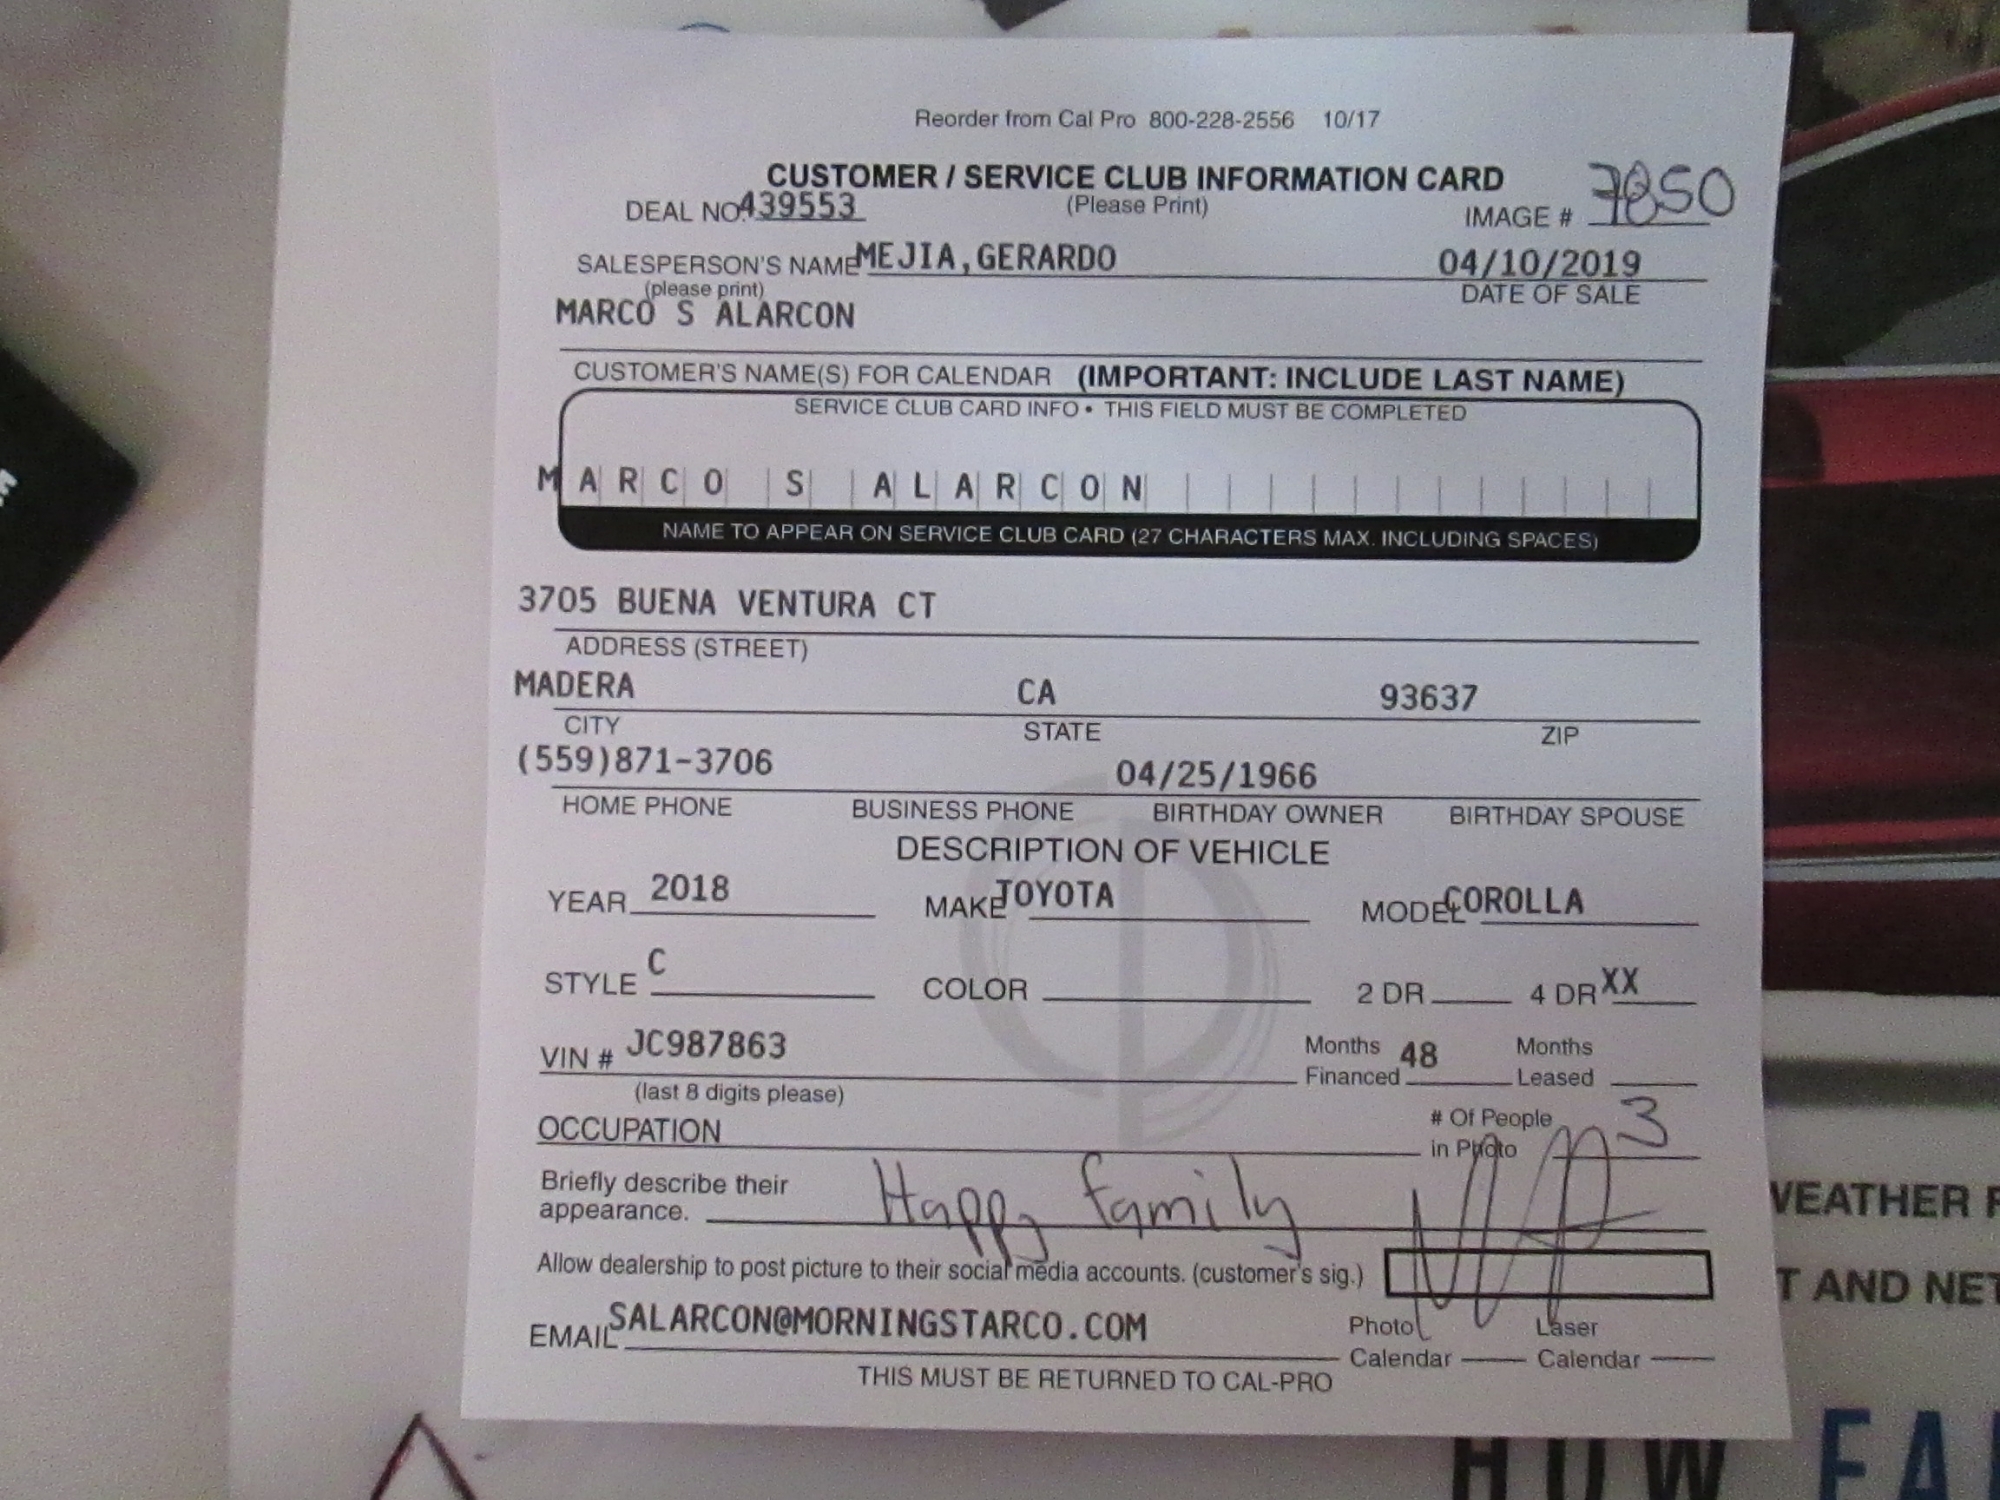 Reorder from Cal Pro 800-228-2556 10/17
CUSTOMER / SERVICE CLUB INFORMATION CARD
DEAL NO. 439553 (Please Print) IMAGE # 7850
SALESPERSON'S NAME MEJIA,GERARDO 04/10/2019
(please print) DATE OF SALE
MARCO S ALARCON
CUSTOMER'S NAME(S) FOR CALENDAR (IMPORTANT: INCLUDE LAST NAME)
SERVICE CLUB CARD INFO • THIS FIELD MUST BE COMPLETED
MARCO S ALARCON
NAME TO APPEAR ON SERVICE CLUB CARD (27 CHARACTERS MAX. INCLUDING SPACES)
3705 BUENA VENTURA CT
ADDRESS (STREET)
MADERA CA 93637
CITY STATE ZIP
(559)871-3706 04/25/1966
HOME PHONE BUSINESS PHONE BIRTHDAY OWNER BIRTHDAY SPOUSE
DESCRIPTION OF VEHICLE
YEAR 2018 MAKE TOYOTA MODEL COROLLA
STYLE C COLOR 2 DR 4 DR XX
VIN # JC987863 Months Financed 48 Months Leased
(last 8 digits please)
OCCUPATION # Of People in Photo 3
Briefly describe their appearance. Happy family
Allow dealership to post picture to their social media accounts. (customer's sig.)
EMAIL SALARCON@MORNINGSTARCO.COM Photo Calendar Laser Calendar
THIS MUST BE RETURNED TO CAL-PRO
WEATHER
T AND NET
HOW